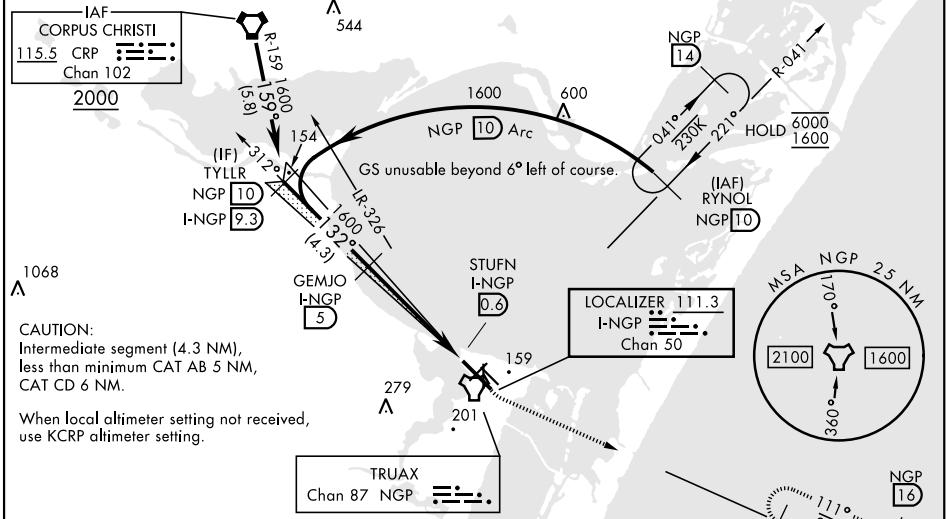 IAF
CORPUS CHRISTI
115.5 CRP
Chan 102
2000
544
R-159
1600
159°
(5.8)
NGP
14
R-041
1600
600
041°
230K
221°
HOLD 6000
1600
NGP 10 Arc
154
312°
(IF)
TYLLR
NGP 10
I-NGP 9.3
GS unusable beyond 6° left of course.
(IAF)
RYNOL
NGP 10
LR-326
1600
132°
(4.3)
1068
GEMJO
I-NGP
5
STUFN
I-NGP
0.6
LOCALIZER 111.3
I-NGP
Chan 50
MSA NGP 25 NM
170°
2100
1600
360°
CAUTION:
Intermediate segment (4.3 NM),
less than minimum CAT AB 5 NM,
CAT CD 6 NM.
When local altimeter setting not received,
use KCRP altimeter setting.
159
279
201
TRUAX
Chan 87 NGP
NGP
16
111°